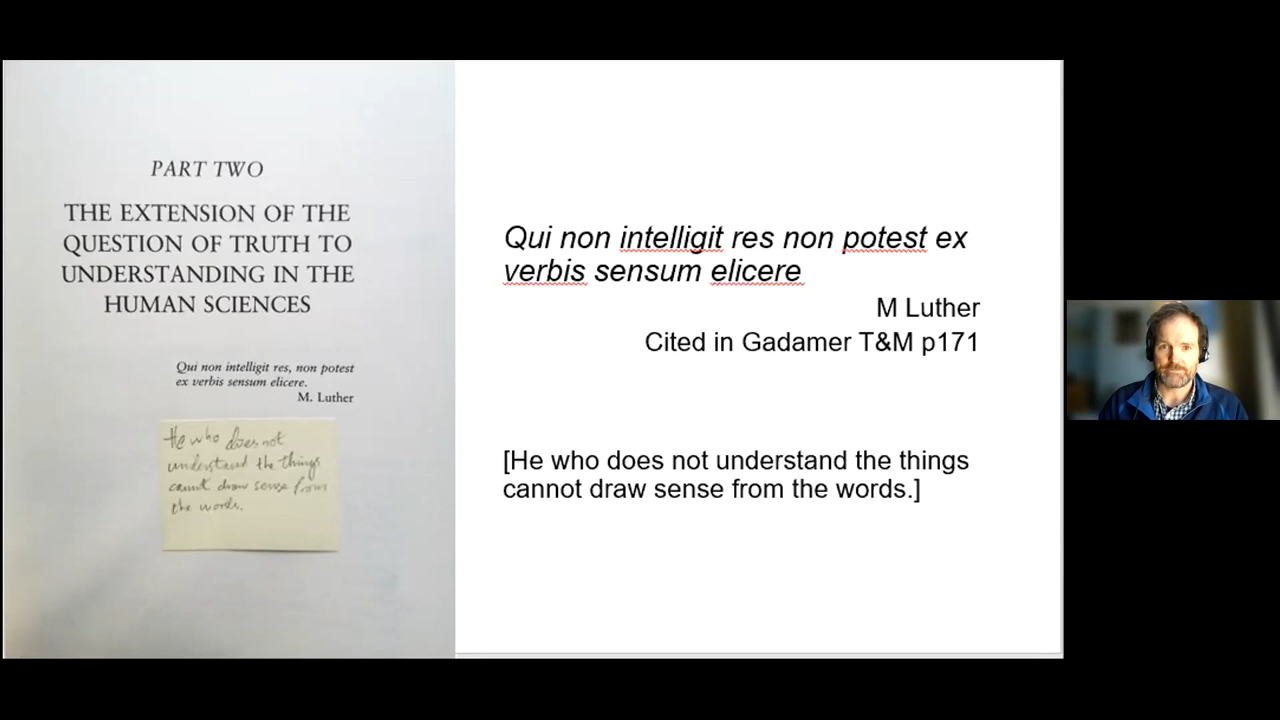 PART TWO
THE EXTENSION OF THE
QUESTION OF TRUTH TO
UNDERSTANDING IN THE
HUMAN SCIENCES
Qui non intelligit res, non potest
ex verbis sensum elicere.
M. Luther
He who does not
understand the things
cannot draw sense from
the words.
Qui non intelligit res non potest ex
verbis sensum elicere
M Luther
Cited in Gadamer T&M p171
[He who does not understand the things
cannot draw sense from the words.]